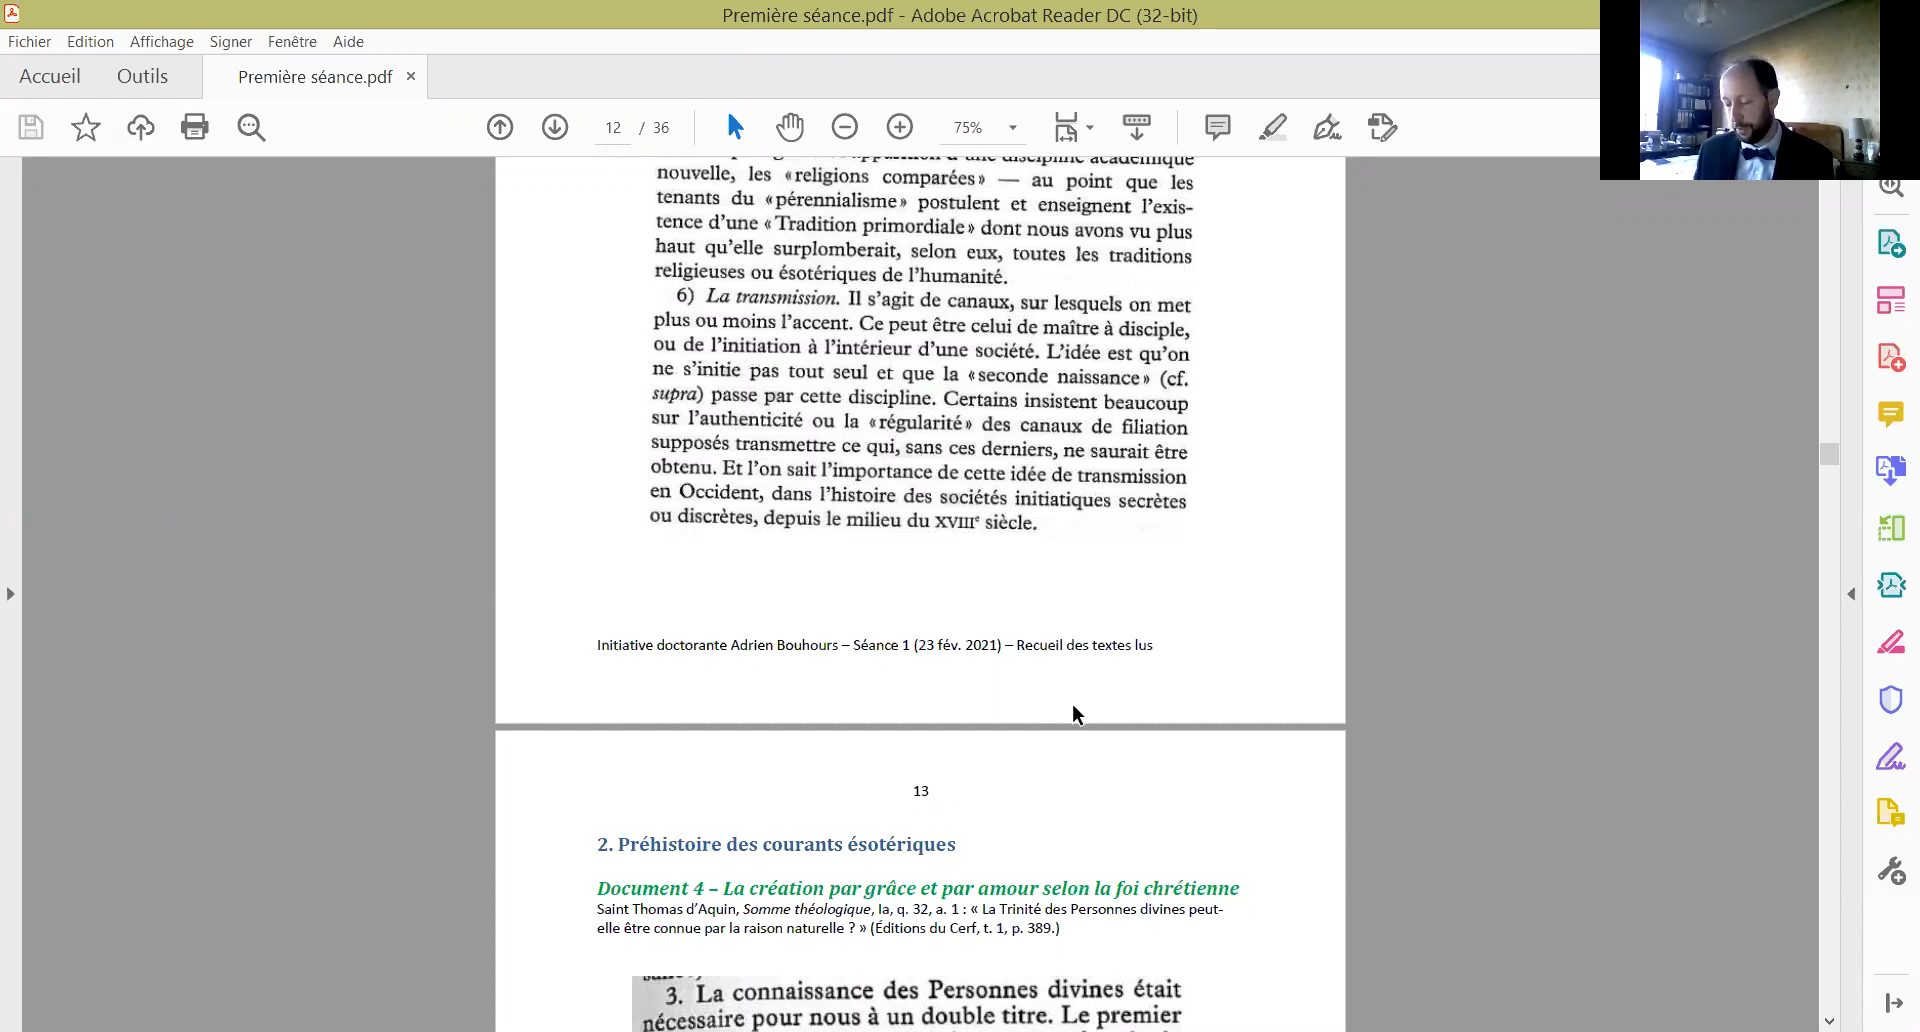 Première séance.pdf - Adobe Acrobat Reader DC (32-bit)
Fichier Edition Affichage Signer Fenêtre Aide
Accueil Outils Première séance.pdf ×
12 / 36 75%
apparition d'une discipline académique
nouvelle, les «religions comparées» — au point que les
tenants du «pérennialisme» postulent et enseignent l'exis-
tence d'une «Tradition primordiale» dont nous avons vu plus
haut qu'elle surplomberait, selon eux, toutes les traditions
religieuses ou ésotériques de l'humanité.
6) La transmission. Il s'agit de canaux, sur lesquels on met
plus ou moins l'accent. Ce peut être celui de maître à disciple,
ou de l'initiation à l'intérieur d'une société. L'idée est qu'on
ne s'initie pas tout seul et que la «seconde naissance» (cf.
supra) passe par cette discipline. Certains insistent beaucoup
sur l'authenticité ou la «régularité» des canaux de filiation
supposés transmettre ce qui, sans ces derniers, ne saurait être
obtenu. Et l'on sait l'importance de cette idée de transmission
en Occident, dans l'histoire des sociétés initiatiques secrètes
ou discrètes, depuis le milieu du XVIIIe siècle.
Initiative doctorante Adrien Bouhours – Séance 1 (23 fév. 2021) – Recueil des textes lus
13
2. Préhistoire des courants ésotériques
Document 4 – La création par grâce et par amour selon la foi chrétienne
Saint Thomas d'Aquin, Somme théologique, Ia, q. 32, a. 1 : « La Trinité des Personnes divines peut-
elle être connue par la raison naturelle ? » (Éditions du Cerf, t. 1, p. 389.)
3. La connaissance des Personnes divines était
nécessaire pour nous à un double titre. Le premier